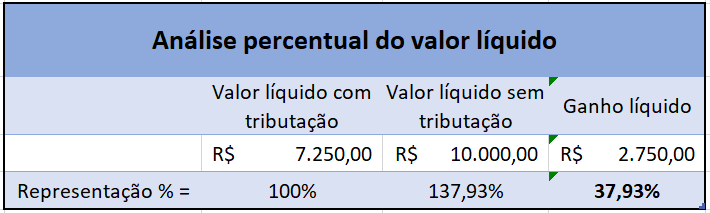 Análise percentual do valor líquido
Valor líquido com tributação
Valor líquido sem tributação
Ganho líquido
R$ 7.250,00 R$ 10.000,00 R$ 2.750,00
Representação % = 100% 137,93% 37,93%